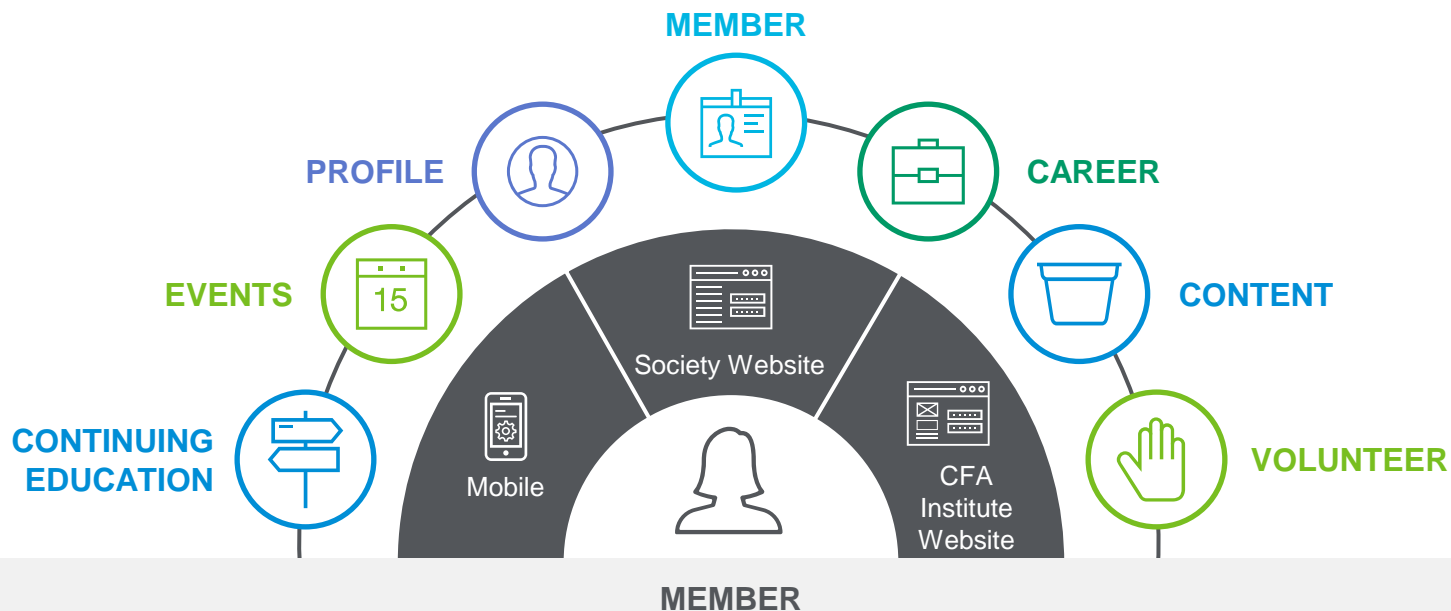 MEMBER
PROFILE
CAREER
EVENTS
15
CONTENT
Society Website
CONTINUING
EDUCATION
Mobile
CFA
Institute
Website
VOLUNTEER
MEMBER